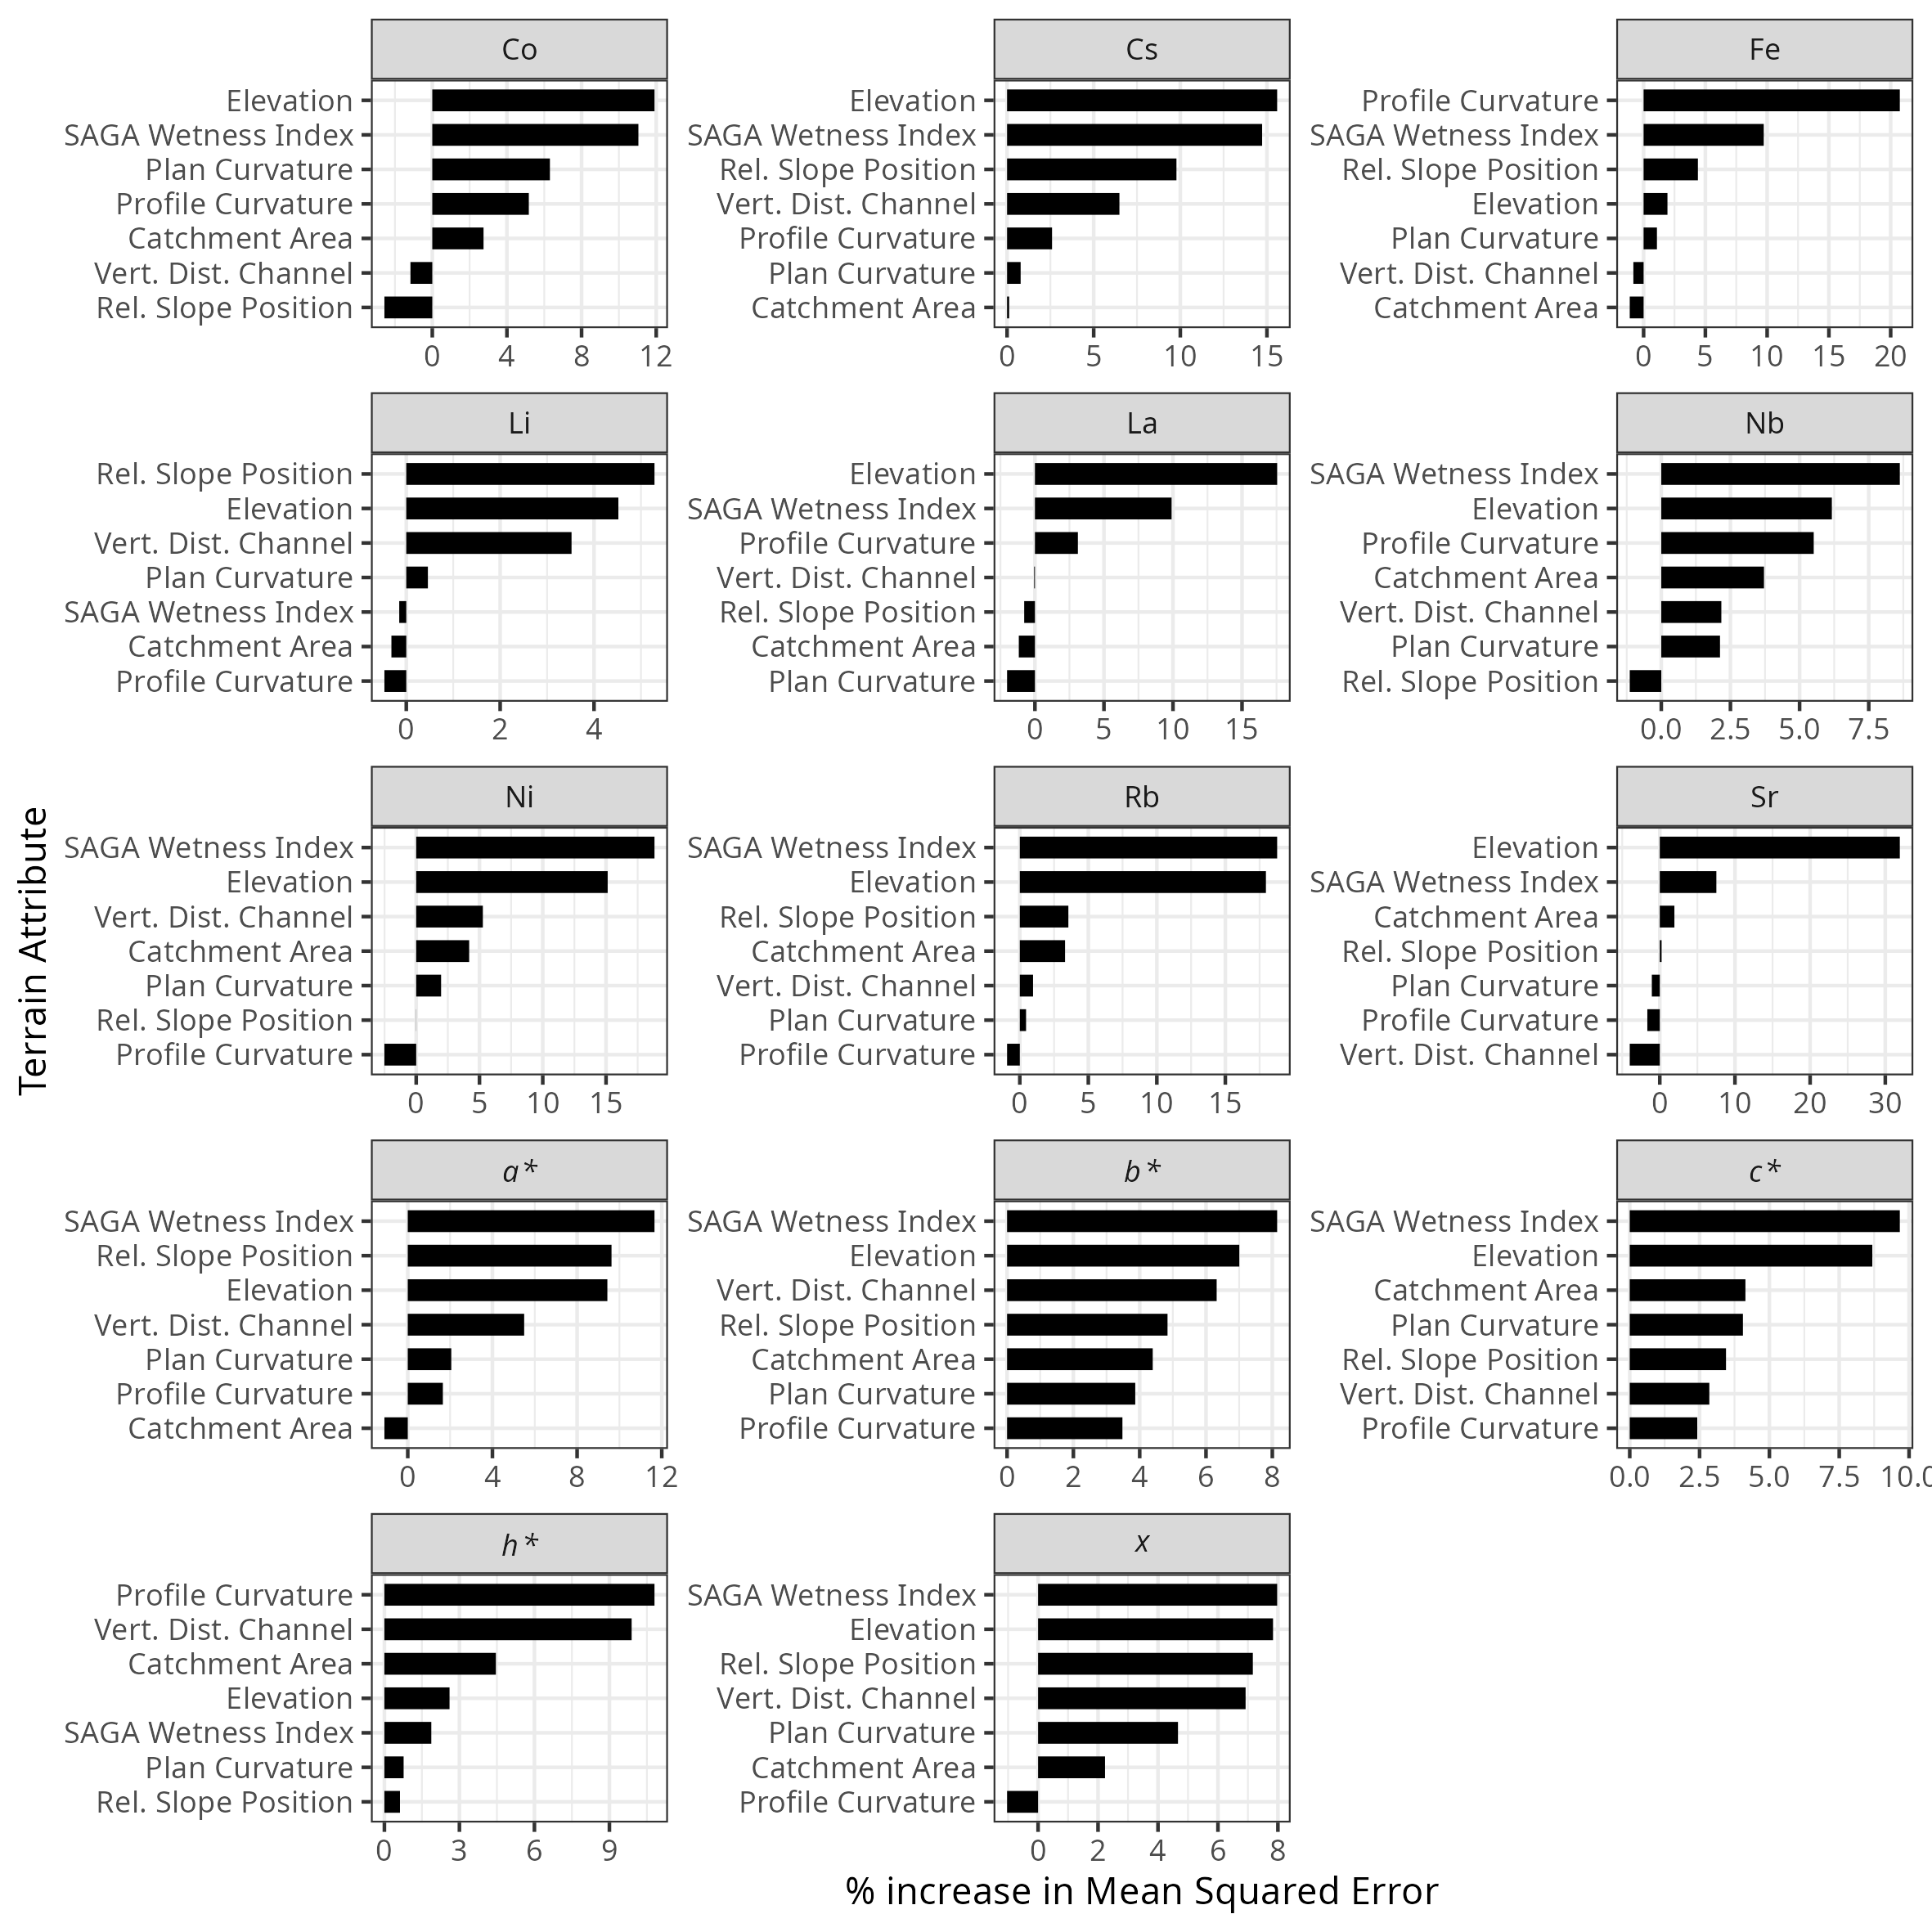 Co
Elevation
SAGA Wetness Index
Plan Curvature
Profile Curvature
Catchment Area
Vert. Dist. Channel
Rel. Slope Position
0 4 8 12
Cs
Elevation
SAGA Wetness Index
Rel. Slope Position
Vert. Dist. Channel
Profile Curvature
Plan Curvature
Catchment Area
0 5 10 15
Fe
Profile Curvature
SAGA Wetness Index
Rel. Slope Position
Elevation
Plan Curvature
Vert. Dist. Channel
Catchment Area
0 5 10 15 20
Li
Rel. Slope Position
Elevation
Vert. Dist. Channel
Plan Curvature
SAGA Wetness Index
Catchment Area
Profile Curvature
0 2 4
La
Elevation
SAGA Wetness Index
Profile Curvature
Vert. Dist. Channel
Rel. Slope Position
Catchment Area
Plan Curvature
0 5 10 15
Nb
SAGA Wetness Index
Elevation
Profile Curvature
Catchment Area
Vert. Dist. Channel
Plan Curvature
Rel. Slope Position
0.0 2.5 5.0 7.5
Ni
SAGA Wetness Index
Elevation
Vert. Dist. Channel
Catchment Area
Plan Curvature
Rel. Slope Position
Profile Curvature
0 5 10 15
Rb
SAGA Wetness Index
Elevation
Rel. Slope Position
Catchment Area
Vert. Dist. Channel
Plan Curvature
Profile Curvature
0 5 10 15
Sr
Elevation
SAGA Wetness Index
Catchment Area
Rel. Slope Position
Plan Curvature
Profile Curvature
Vert. Dist. Channel
0 10 20 30
a*
SAGA Wetness Index
Rel. Slope Position
Elevation
Vert. Dist. Channel
Plan Curvature
Profile Curvature
Catchment Area
0 4 8 12
b*
SAGA Wetness Index
Elevation
Vert. Dist. Channel
Rel. Slope Position
Catchment Area
Plan Curvature
Profile Curvature
0 2 4 6 8
c*
SAGA Wetness Index
Elevation
Catchment Area
Plan Curvature
Rel. Slope Position
Vert. Dist. Channel
Profile Curvature
0.0 2.5 5.0 7.5 10.0
h*
Profile Curvature
Vert. Dist. Channel
Catchment Area
Elevation
SAGA Wetness Index
Plan Curvature
Rel. Slope Position
0 3 6 9
x
SAGA Wetness Index
Elevation
Rel. Slope Position
Vert. Dist. Channel
Plan Curvature
Catchment Area
Profile Curvature
0 2 4 6 8
Terrain Attribute
% increase in Mean Squared Error